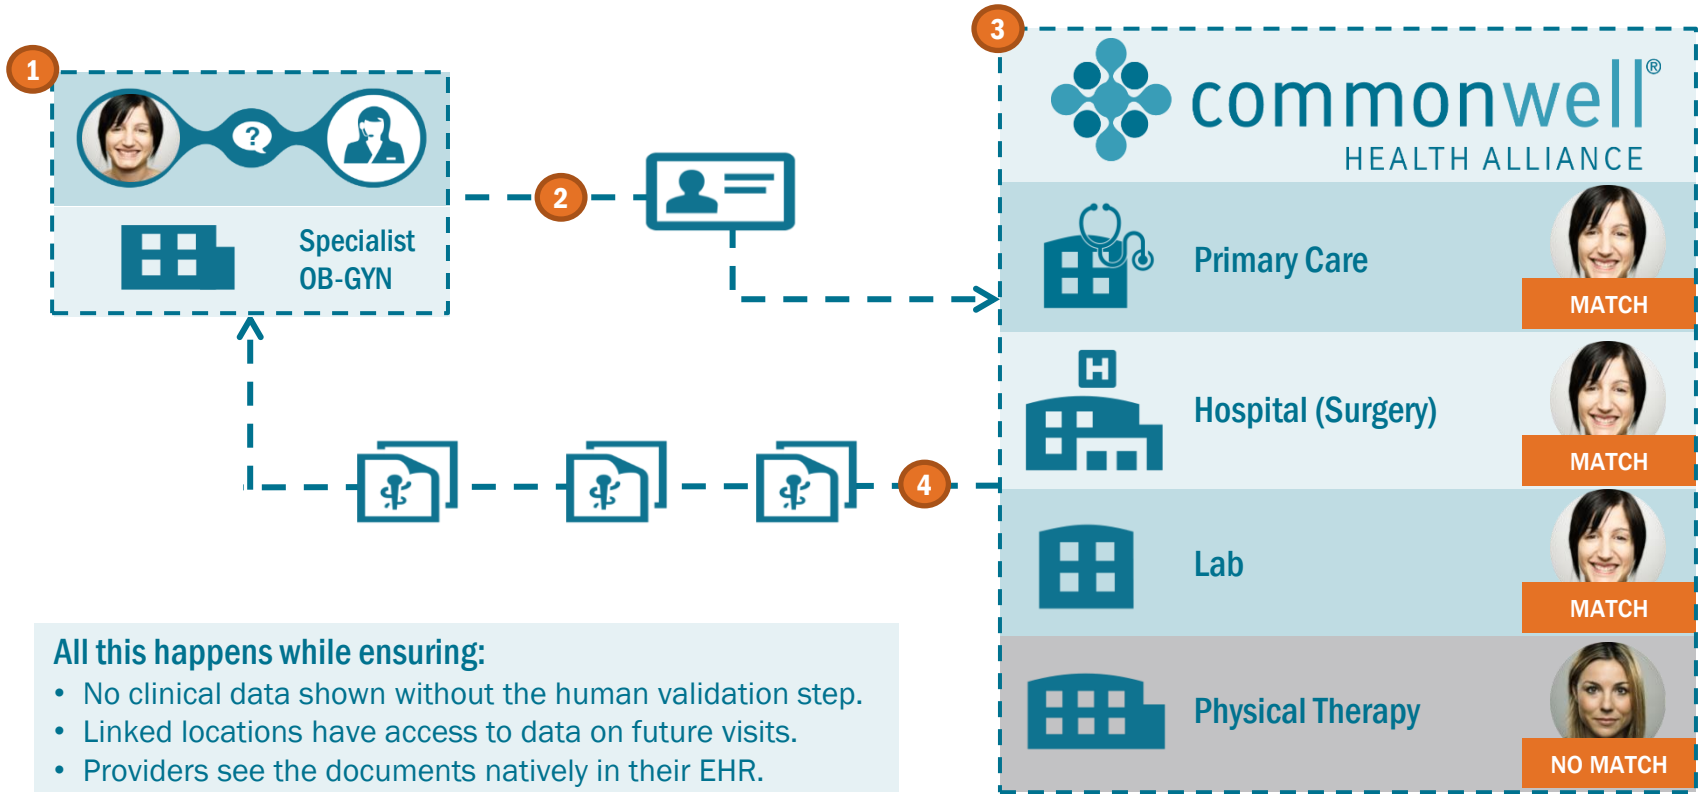 1
?
Specialist
OB-GYN
2
3
commonwell®
HEALTH ALLIANCE
Primary Care
MATCH
H
Hospital (Surgery)
MATCH
4
Lab
MATCH
Physical Therapy
NO MATCH
All this happens while ensuring:
• No clinical data shown without the human validation step.
• Linked locations have access to data on future visits.
• Providers see the documents natively in their EHR.